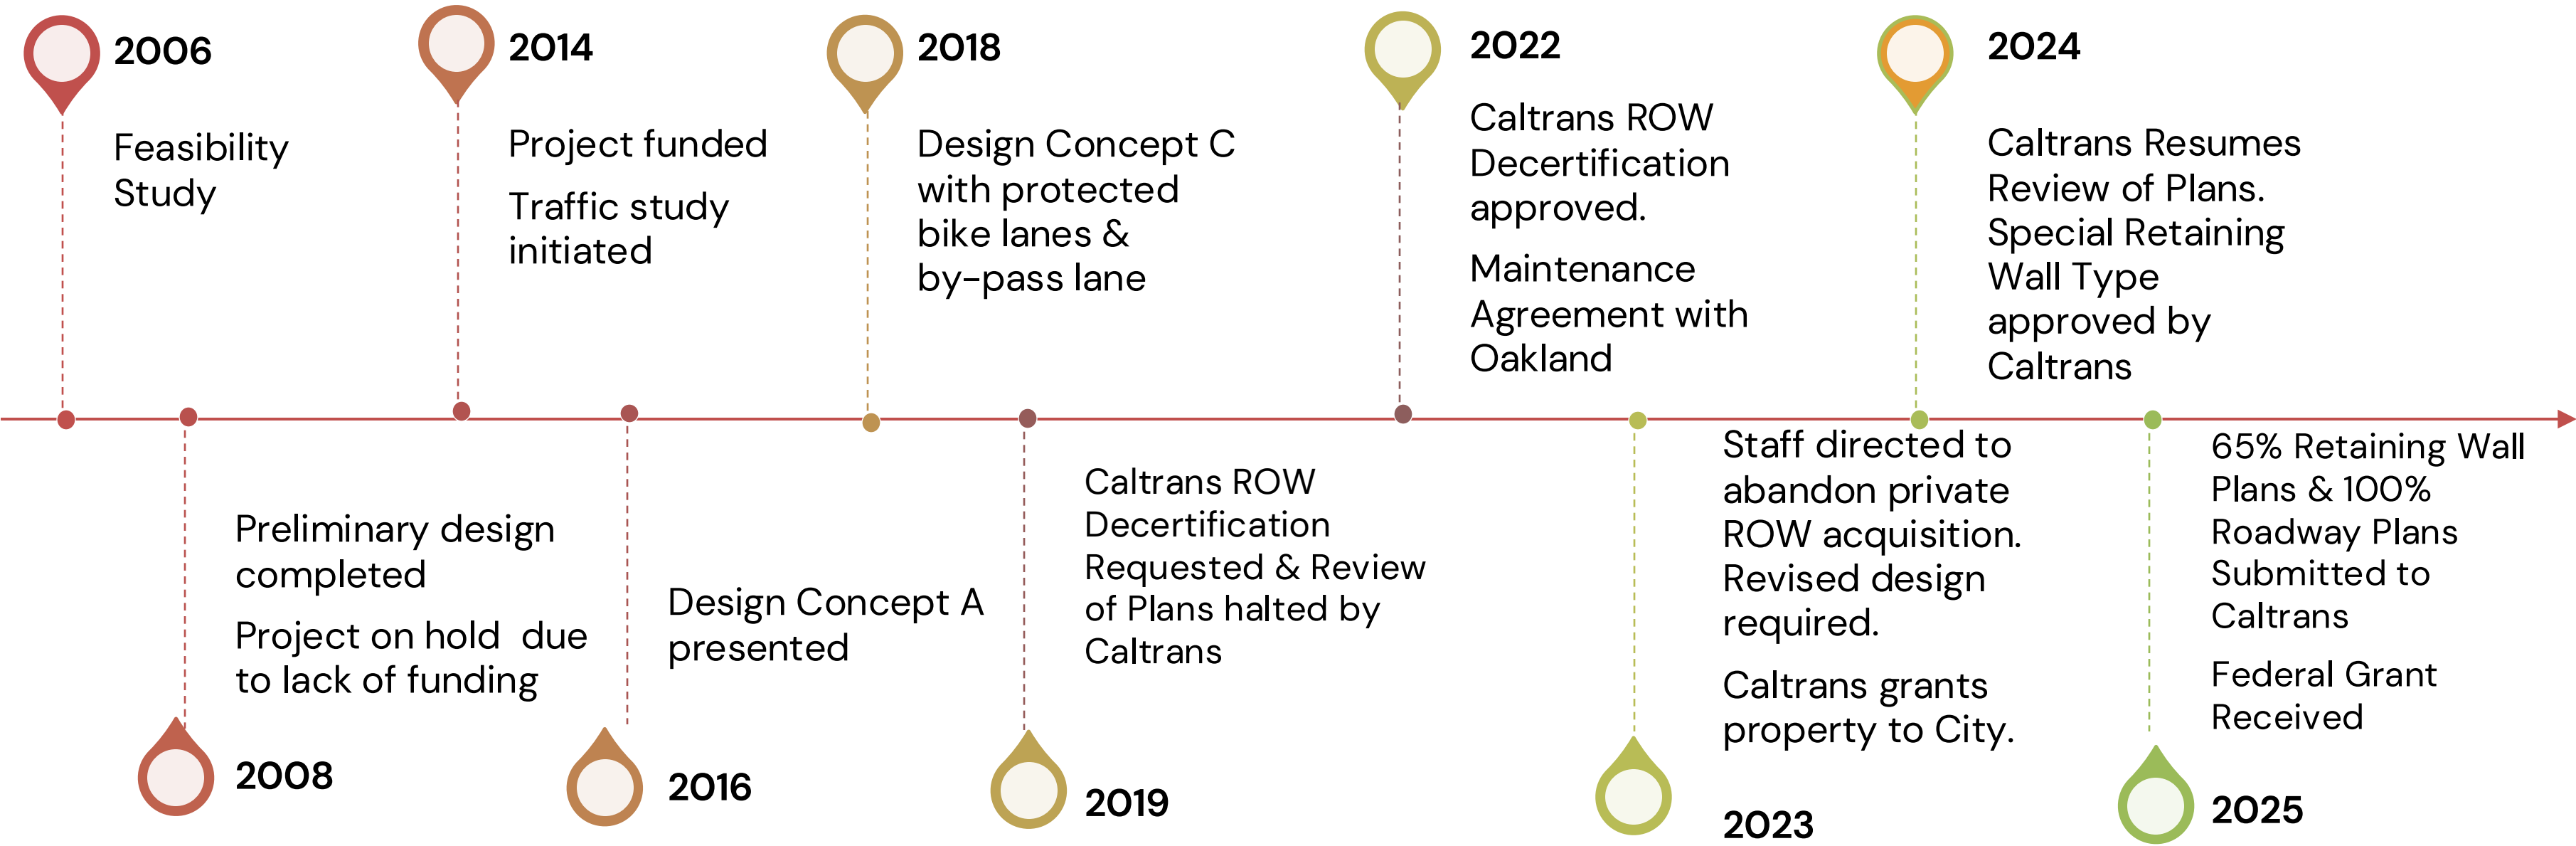 2006
Feasibility
Study
2008
Preliminary design
completed
Project on hold  due
to lack of funding
2014
Project funded
Traffic study
initiated
2016
Design Concept A
presented
2018
Design Concept C
with protected
bike lanes &
by-pass lane
2019
Caltrans ROW
Decertification
Requested & Review
of Plans halted by
Caltrans
2022
Caltrans ROW
Decertification
approved.
Maintenance
Agreement with
Oakland
2023
Staff directed to
abandon private
ROW acquisition.
Revised design
required.
Caltrans grants
property to City.
2024
Caltrans Resumes
Review of Plans.
Special Retaining
Wall Type
approved by
Caltrans
2025
65% Retaining Wall
Plans & 100%
Roadway Plans
Submitted to
Caltrans
Federal Grant
Received